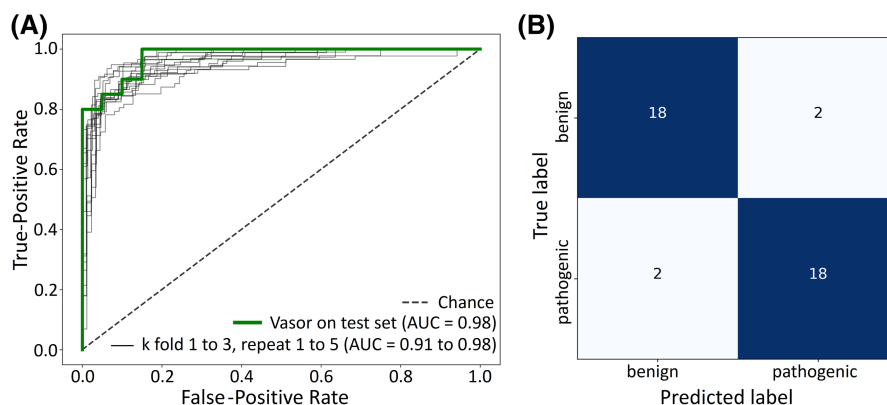 (A)
1.0
0.8
0.6
0.4
0.2
0.0
True-Positive Rate
Chance
Vasor on test set (AUC = 0.98)
k fold 1 to 3, repeat 1 to 5 (AUC = 0.91 to 0.98)
0.0 0.2 0.4 0.6 0.8 1.0
False-Positive Rate
(B)
True label
benign
pathogenic
18 2
2 18
benign pathogenic
Predicted label